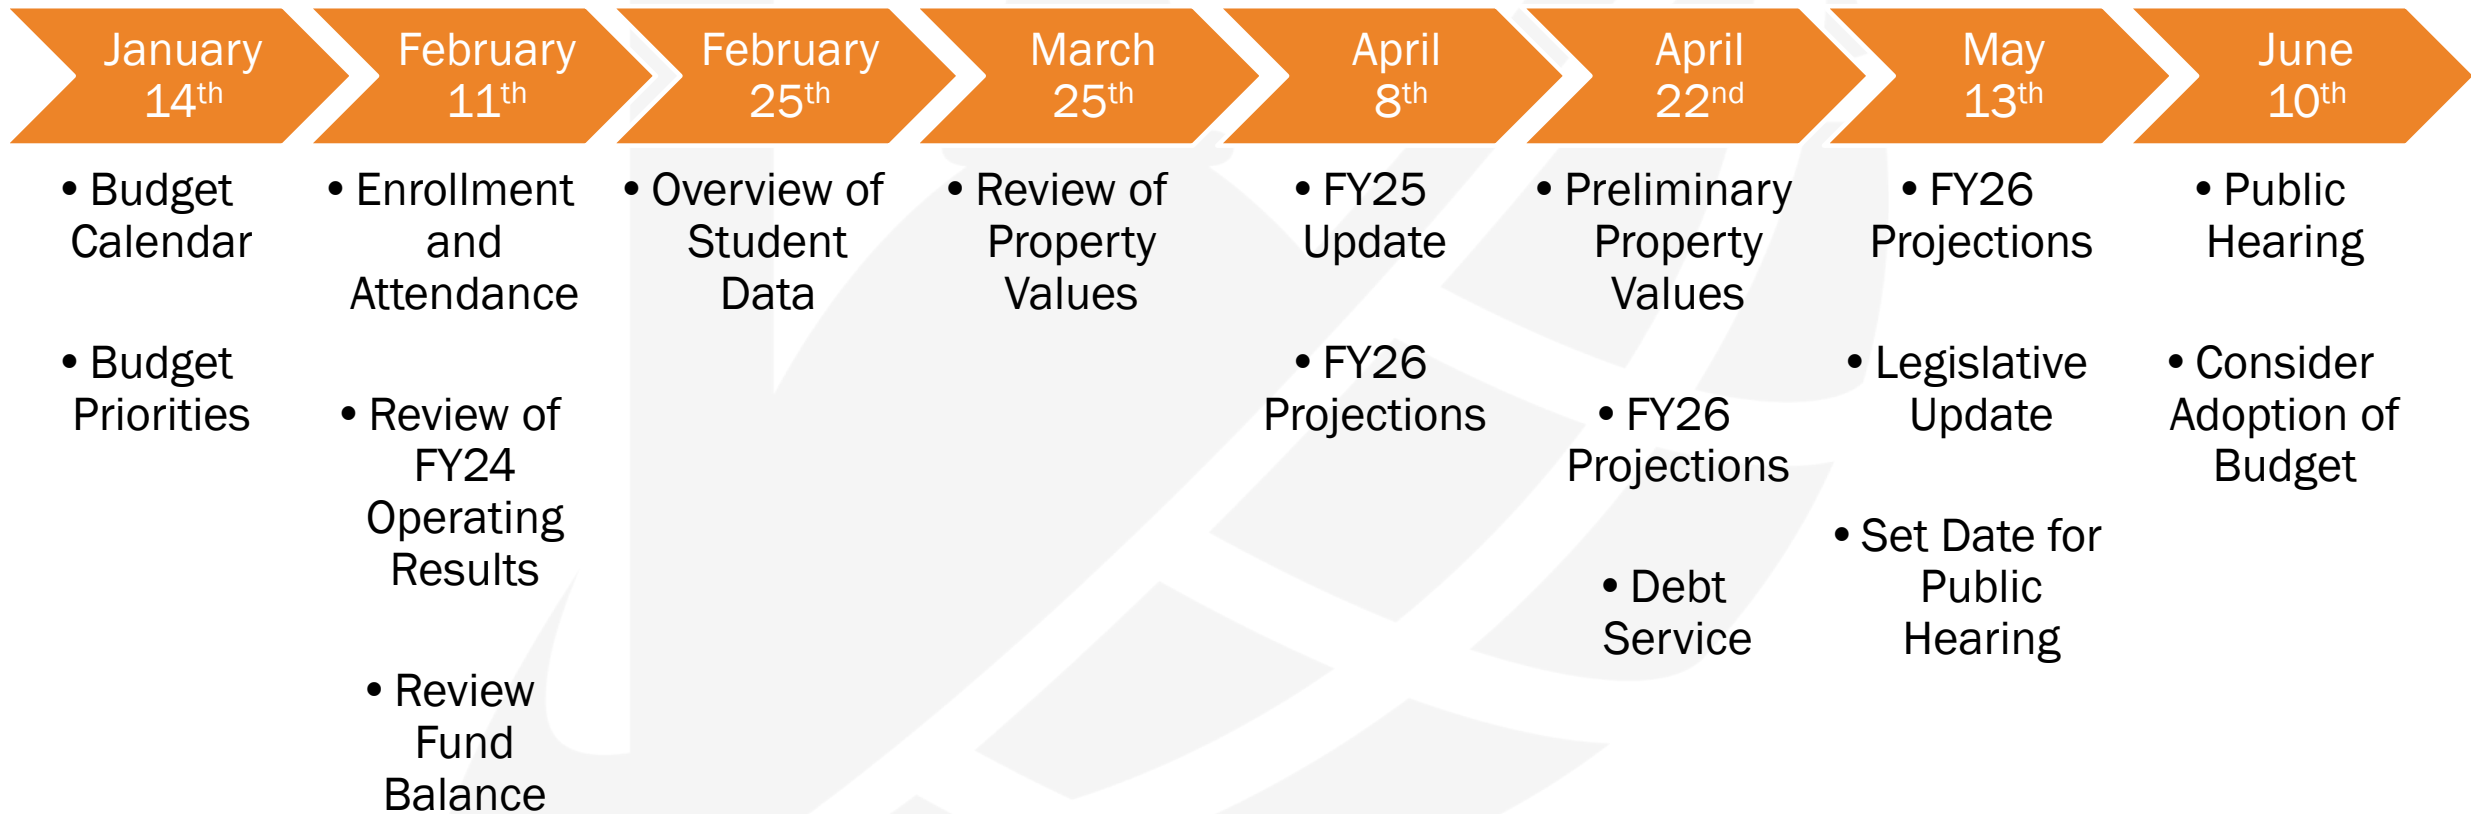 January
14th
February
11th
February
25th
March
25th
April
8th
April
22nd
May
13th
June
10th
• Budget
Calendar
• Budget
Priorities
• Enrollment
and
Attendance
• Review of
FY24
Operating
Results
• Review
Fund
Balance
• Overview of
Student
Data
• Review of
Property
Values
• FY25
Update
• FY26
Projections
• Preliminary
Property
Values
• FY26
Projections
• Debt
Service
• FY26
Projections
• Legislative
Update
• Set Date for
Public
Hearing
• Public
Hearing
• Consider
Adoption of
Budget